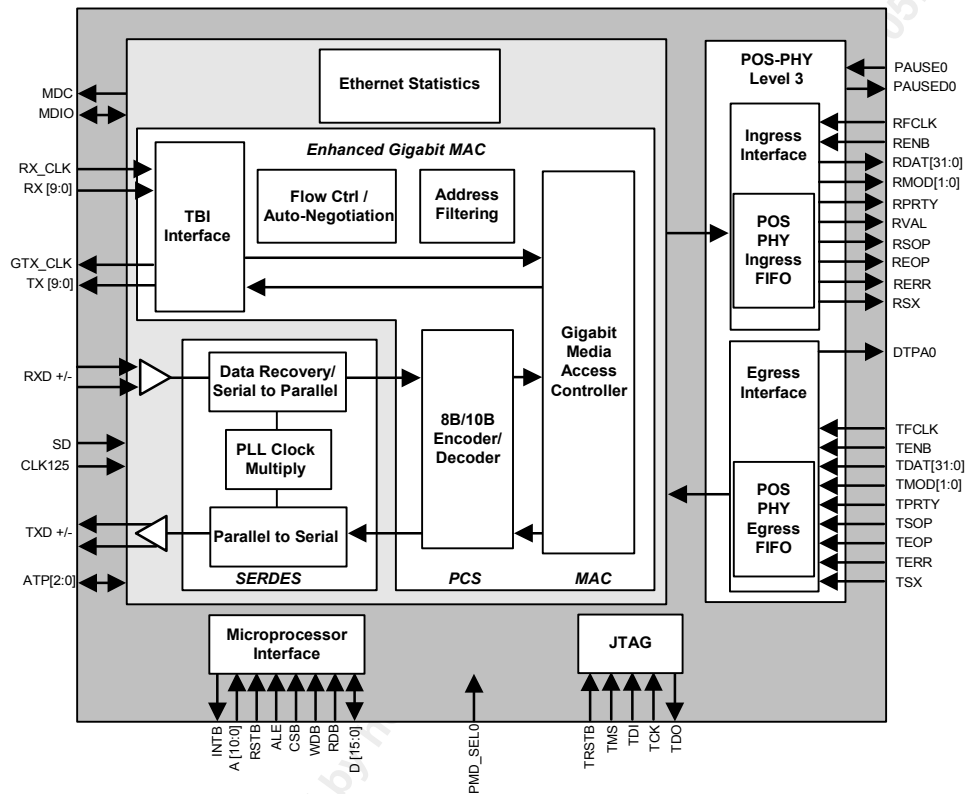 Ethernet Statistics
POS-PHY
Level 3
MDC
MDIO
PAUSE0
PAUSED0
Enhanced Gigabit MAC
RX_CLK
RX [9:0]
GTX_CLK
TX [9:0]
TBI
Interface
Flow Ctrl /
Auto-Negotiation
Address
Filtering
Ingress
Interface
POS
PHY
Ingress
FIFO
RFCLK
RENB
RDAT[31:0]
RMOD[1:0]
RPRTY
RVAL
RSOP
REOP
RERR
RSX
RXD +/-
SD
CLK125
TXD +/-
ATP[2:0]
Data Recovery/
Serial to Parallel
PLL Clock
Multiply
Parallel to Serial
SERDES
8B/10B
Encoder/
Decoder
PCS
Gigabit
Media
Access
Controller
MAC
Egress
Interface
POS
PHY
Egress
FIFO
DTPA0
TFCLK
TENB
TDAT[31:0]
TMOD[1:0]
TPRTY
TSOP
TEOP
TERR
TSX
Microprocessor
Interface
JTAG
INTB
A [10:0]
RSTB
ALE
CSB
WDB
RDB
D [15:0]
PMD_SEL0
TRSTB
TMS
TDI
TCK
TDO